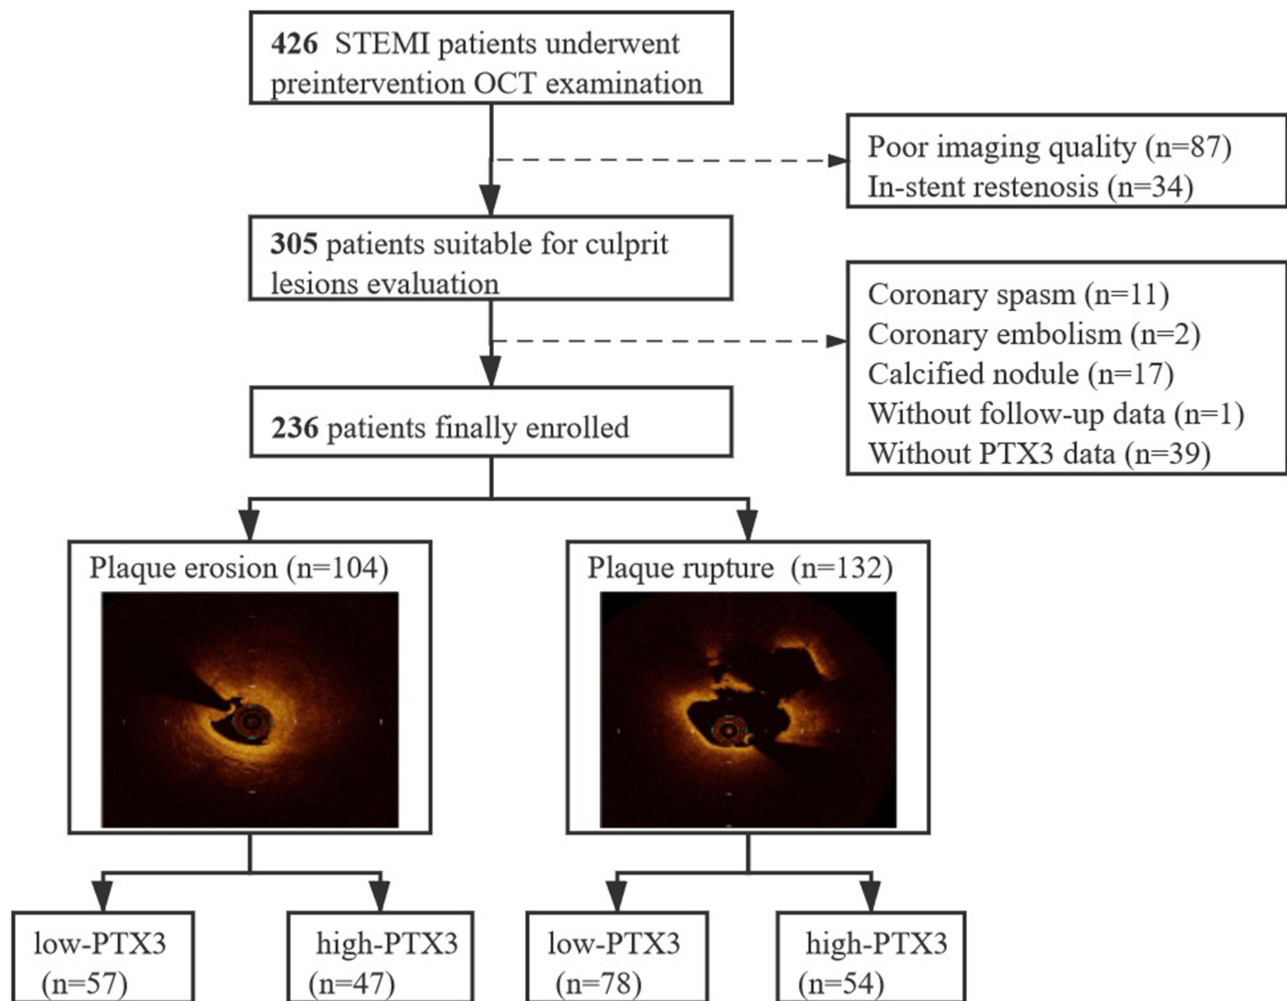 426 STEMI patients underwent
preintervention OCT examination
Poor imaging quality (n=87)
In-stent restenosis (n=34)
305 patients suitable for culprit
lesions evaluation
Coronary spasm (n=11)
Coronary embolism (n=2)
Calcified nodule (n=17)
Without follow-up data (n=1)
Without PTX3 data (n=39)
236 patients finally enrolled
Plaque erosion (n=104)
Plaque rupture (n=132)
low-PTX3
(n=57)
high-PTX3
(n=47)
low-PTX3
(n=78)
high-PTX3
(n=54)